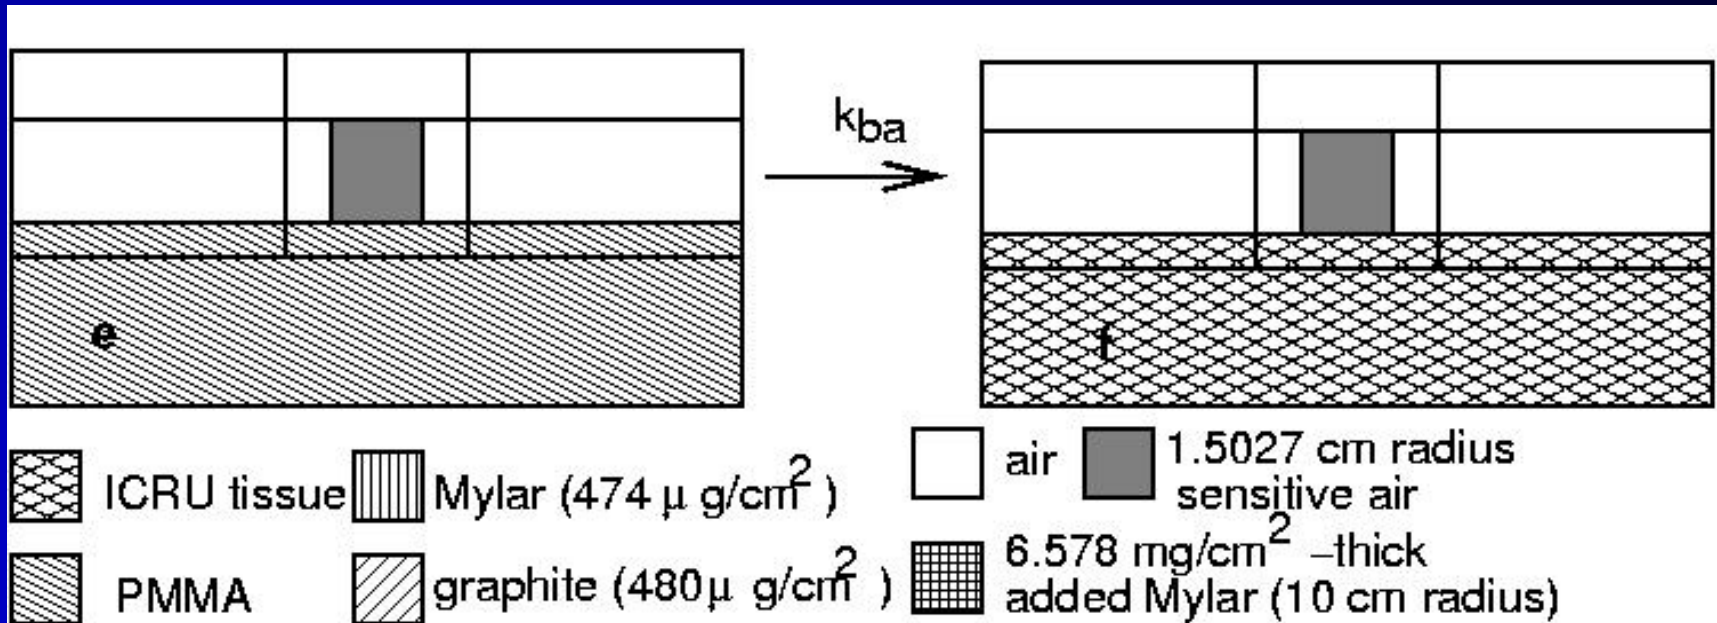 k_ba
e
f
ICRU tissue
Mylar (474 μ g/cm² )
air
1.5027 cm radius
sensitive air
PMMA
graphite (480μ g/cm² )
6.578 mg/cm² –thick
added Mylar (10 cm radius)